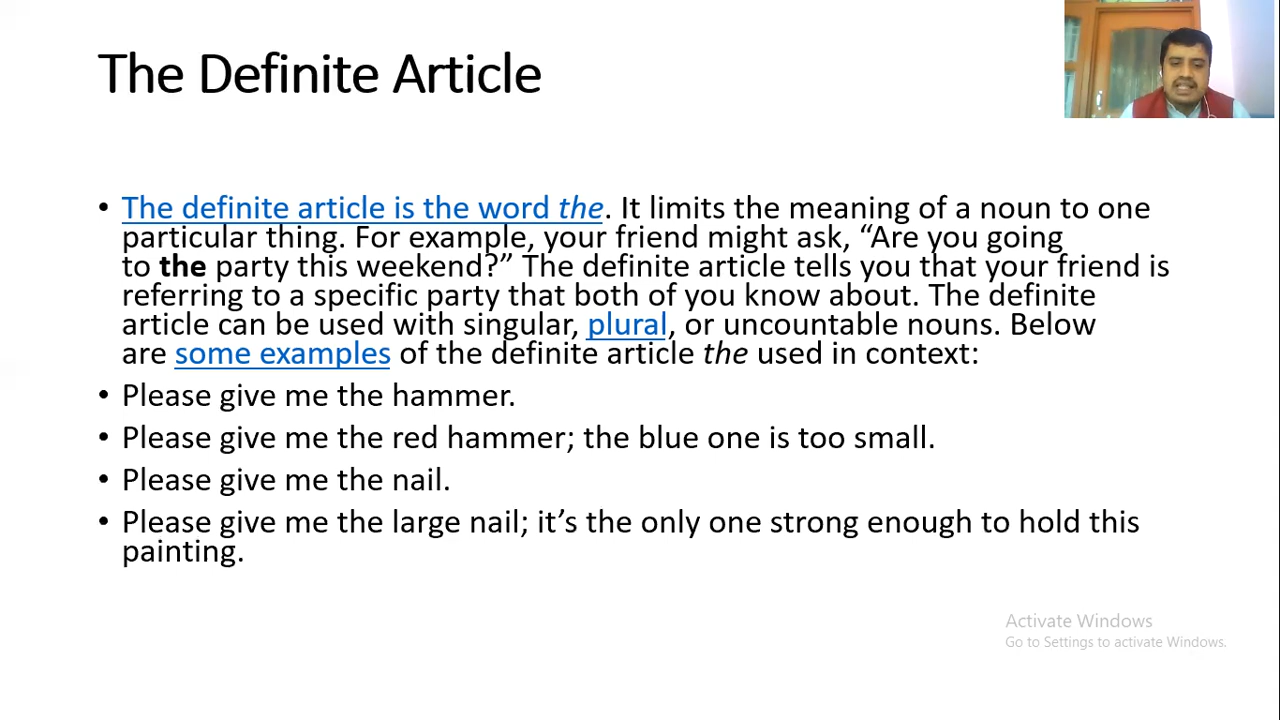 The Definite Article
• The definite article is the word the. It limits the meaning of a noun to one
particular thing. For example, your friend might ask, “Are you going
to the party this weekend?” The definite article tells you that your friend is
referring to a specific party that both of you know about. The definite
article can be used with singular, plural, or uncountable nouns. Below
are some examples of the definite article the used in context:
• Please give me the hammer.
• Please give me the red hammer; the blue one is too small.
• Please give me the nail.
• Please give me the large nail; it’s the only one strong enough to hold this
painting.
Activate Windows
Go to Settings to activate Windows.